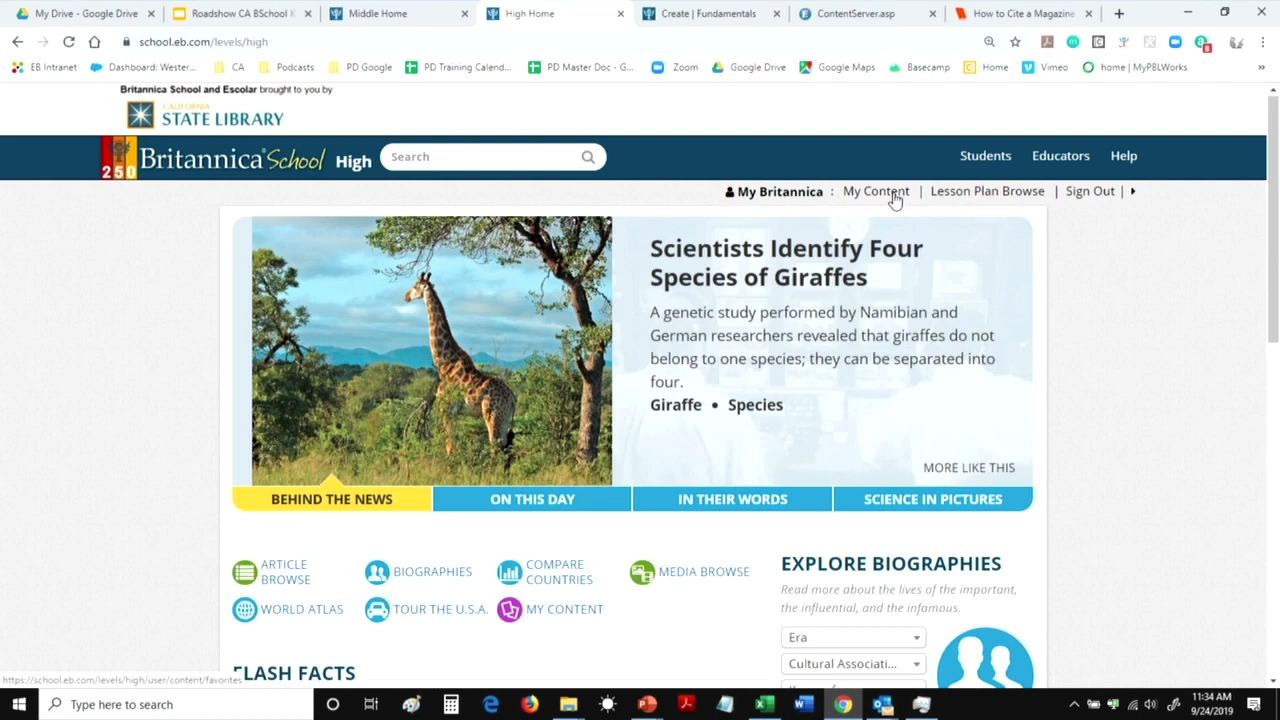 My Drive - Google Drive
Roadshow CA BSchool K
Middle Home
High Home
Create | Fundamentals
ContentServer.asp
How to Cite a Magazine
school.eb.com/levels/high
EB Intranet
Dashboard: Wester...
CA
Podcasts
PD Google
PD Training Calend...
PD Master Doc - G...
Zoom
Google Drive
Google Maps
Basecamp
Home
Vimeo
home | MyPBLWorks
»
Britannica School and Escolar brought to you by
CALIFORNIA
STATE LIBRARY
250
Britannica School High
Search
Students
Educators
Help
My Britannica : My Content | Lesson Plan Browse | Sign Out |
Scientists Identify Four
Species of Giraffes
A genetic study performed by Namibian and
German researchers revealed that giraffes do not
belong to one species; they can be separated into
four.
Giraffe • Species
MORE LIKE THIS
BEHIND THE NEWS
ON THIS DAY
IN THEIR WORDS
SCIENCE IN PICTURES
ARTICLE
BROWSE
BIOGRAPHIES
COMPARE
COUNTRIES
MEDIA BROWSE
WORLD ATLAS
TOUR THE U.S.A.
MY CONTENT
EXPLORE BIOGRAPHIES
Read more about the lives of the important,
the influential, and the infamous.
Era
Cultural Associati...
FLASH FACTS
https://school.eb.com/levels/high/user/content/favorites
Type here to search
11:34 AM
9/24/2019